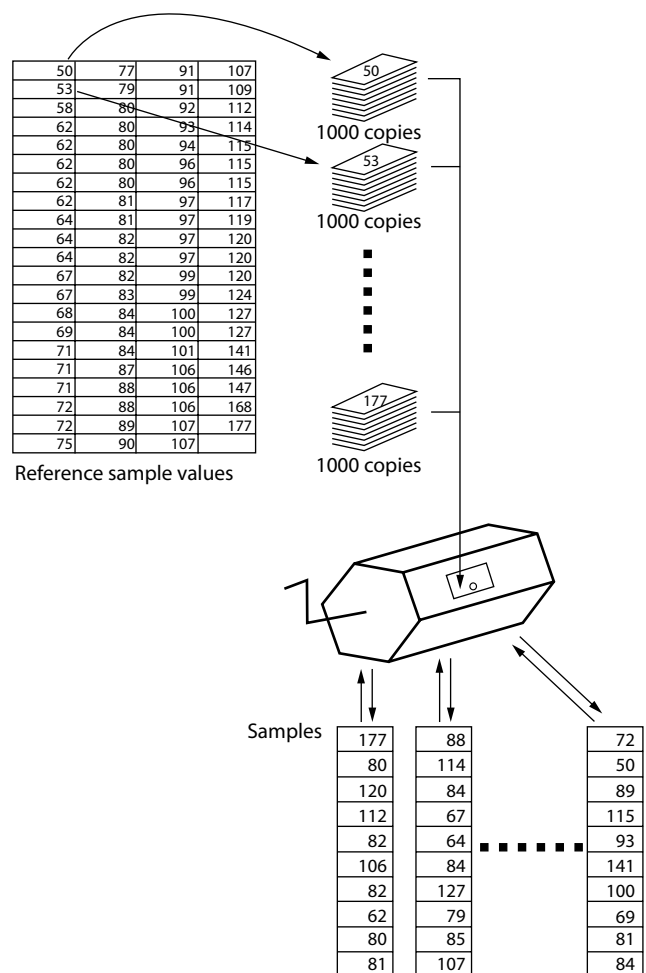 50 77 91 107
53 79 91 109
58 80 92 112
62 80 93 114
62 80 94 115
62 80 96 115
62 80 96 115
62 81 97 117
64 81 97 119
64 82 97 120
64 82 97 120
67 82 99 120
67 83 99 124
68 84 100 127
69 84 100 127
71 84 101 141
71 87 106 146
71 88 106 147
72 88 106 168
72 89 107 177
75 90 107
Reference sample values
50
1000 copies
53
1000 copies
177
1000 copies
Samples
177 88 72
80 114 50
120 84 89
112 67 115
82 64 93
106 84 141
82 127 100
62 79 69
80 85 81
81 107 84